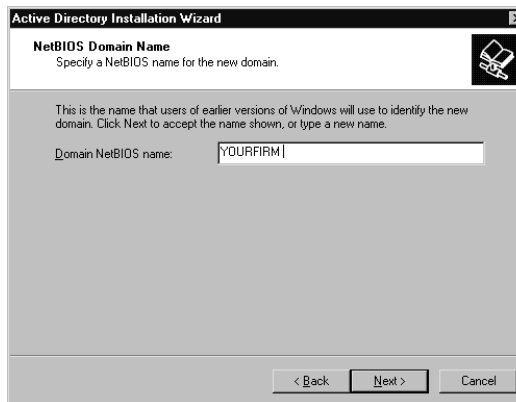 Active Directory Installation Wizard
NetBIOS Domain Name
Specify a NetBIOS name for the new domain.
This is the name that users of earlier versions of Windows will use to identify the new
domain. Click Next to accept the name shown, or type a new name.
Domain NetBIOS name: YOURFIRM
< Back Next > Cancel